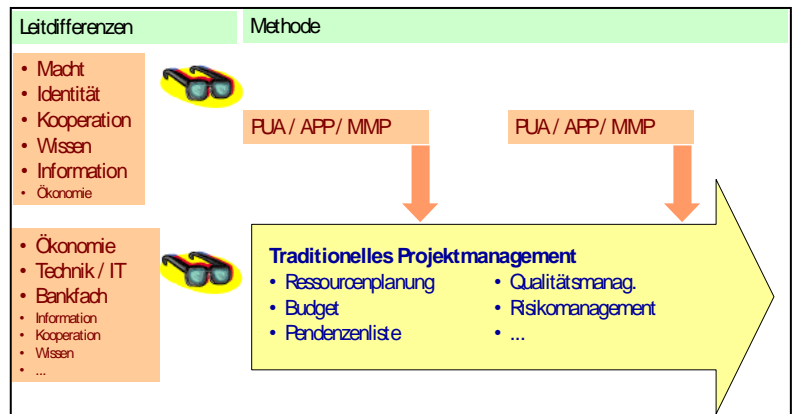 Leitdifferenzen
Methode
• Macht
• Identität
• Kooperation
• Wissen
• Information
• Ökonomie
PUA / APP / MMP
PUA / APP / MMP
• Ökonomie
• Technik / IT
• Bankfach
• Information
• Kooperation
• Wissen
• ...
Traditionelles Projektmanagement
• Ressourcenplanung
• Budget
• Pendenzenliste
• Qualitätsmanag.
• Risikomanagement
• ...